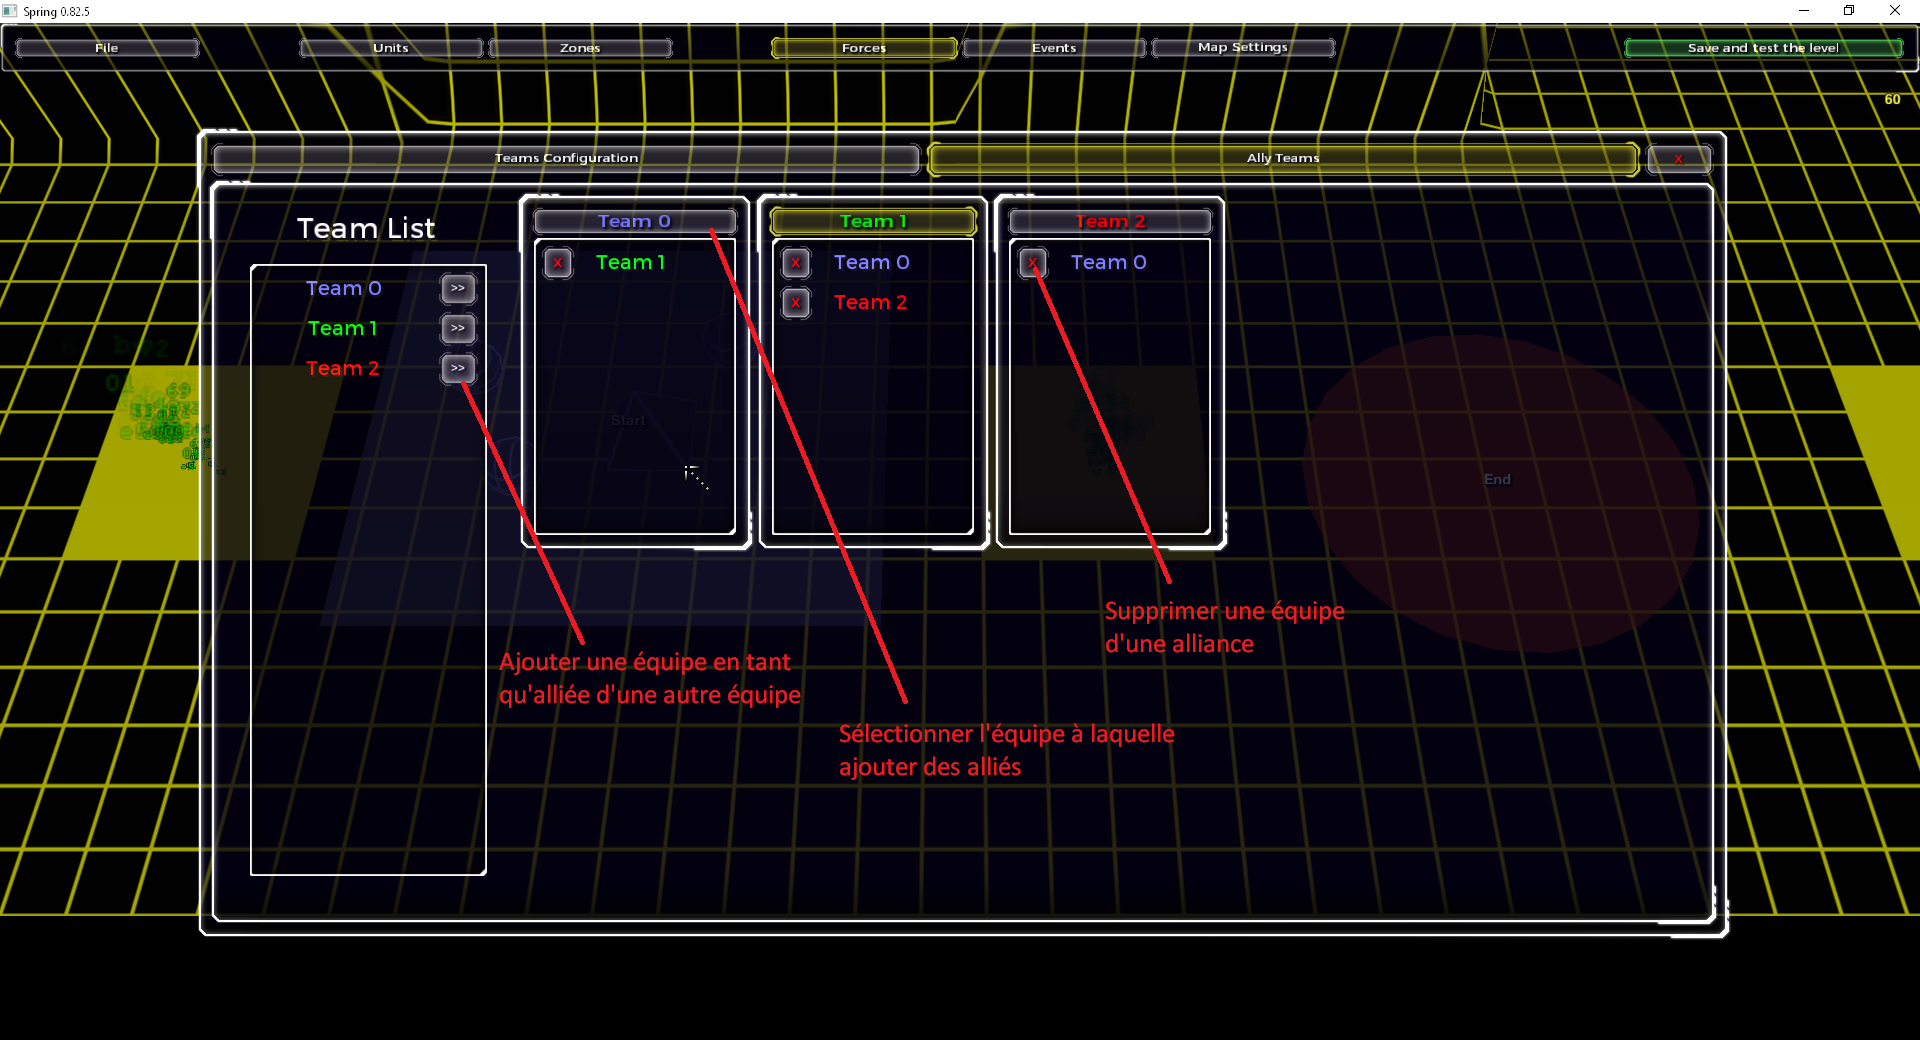 Spring 0.82.5
File Units Zones Forces Events Map Settings Save and test the level
60
Teams Configuration Ally Teams x
Team List
Team 0 >>
Team 1 >>
Team 2 >>
Team 0
x Team 1
Team 1
x Team 0
x Team 2
Team 2
x Team 0
Start
End
Ajouter une équipe en tant
qu'alliée d'une autre équipe
Sélectionner l'équipe à laquelle
ajouter des alliés
Supprimer une équipe
d'une alliance